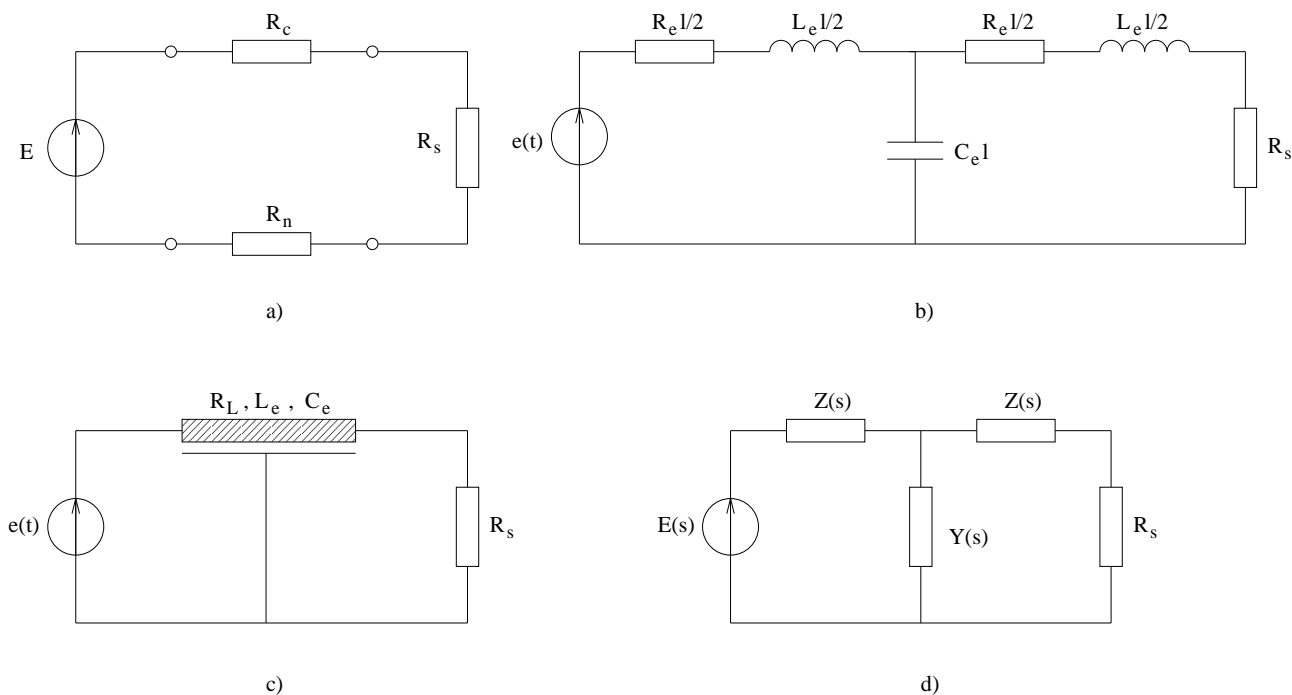 R_c
E
R_s
R_n
a)
R_e l/2 L_e l/2 R_e l/2 L_e l/2
e(t)
C_e l
R_s
b)
R_L , L_e , C_e
e(t)
R_s
c)
Z(s) Z(s)
E(s)
Y(s)
R_s
d)